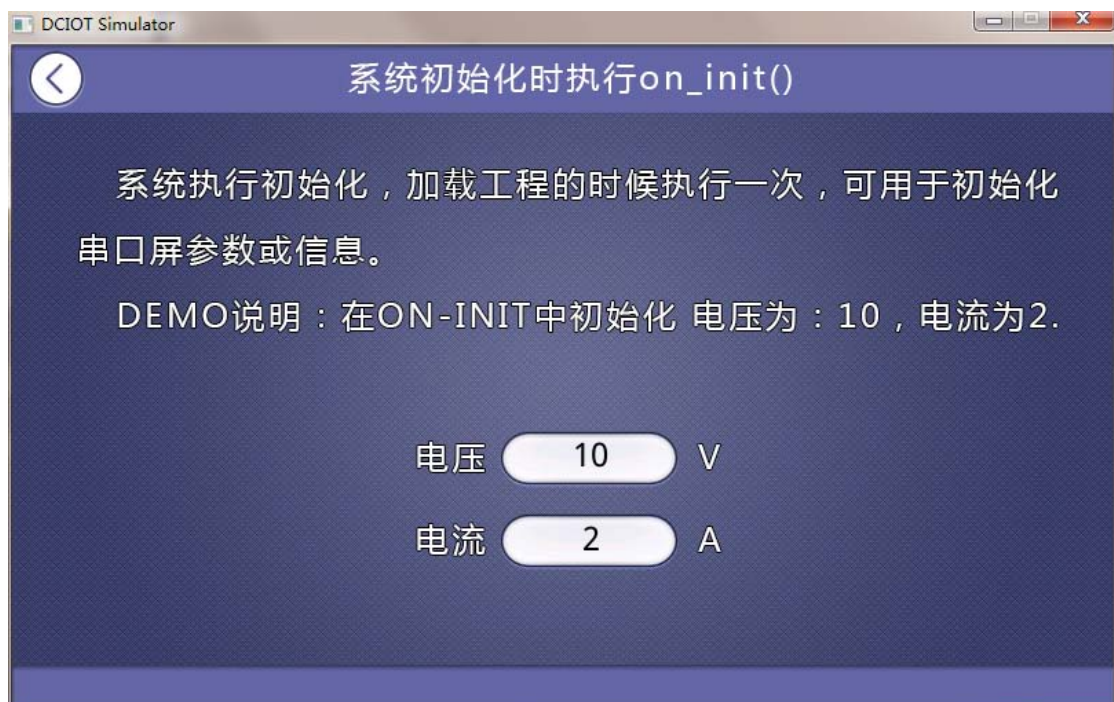 DCIOT Simulator
系统初始化时执行on_init()
系统执行初始化，加载工程的时候执行一次，可用于初始化
串口屏参数或信息。
DEMO说明：在ON-INIT中初始化 电压为：10，电流为2.
电压 10 V
电流 2 A